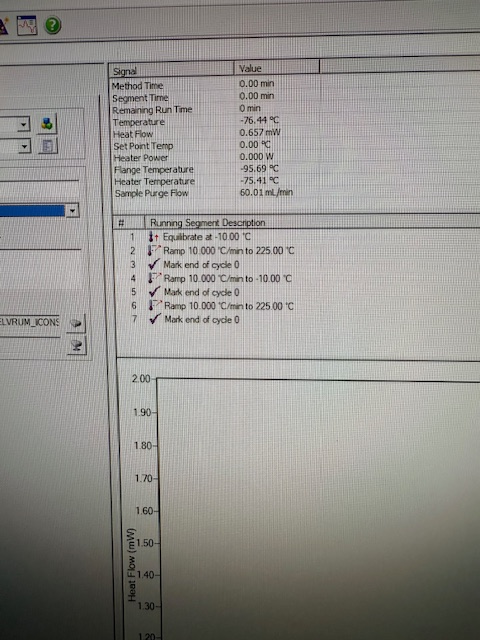 Signal Value
Method Time 0.00 min
Segment Time 0.00 min
Remaining Run Time 0 min
Temperature -76.44 °C
Heat Flow 0.657 mW
Set Point Temp 0.00 °C
Heater Power 0.000 W
Flange Temperature -95.69 °C
Heater Temperature -75.41 °C
Sample Purge Flow 60.01 mL/min
# Running Segment Description
1 Equilibrate at -10.00 °C
2 Ramp 10.000 °C/min to 225.00 °C
3 Mark end of cycle 0
4 Ramp 10.000 °C/min to -10.00 °C
5 Mark end of cycle 0
6 Ramp 10.000 °C/min to 225.00 °C
7 Mark end of cycle 0
ELVRUM_ICONS
2.00
1.90
1.80
1.70
1.60
1.50
1.40
1.30
1.20
Heat Flow (mW)